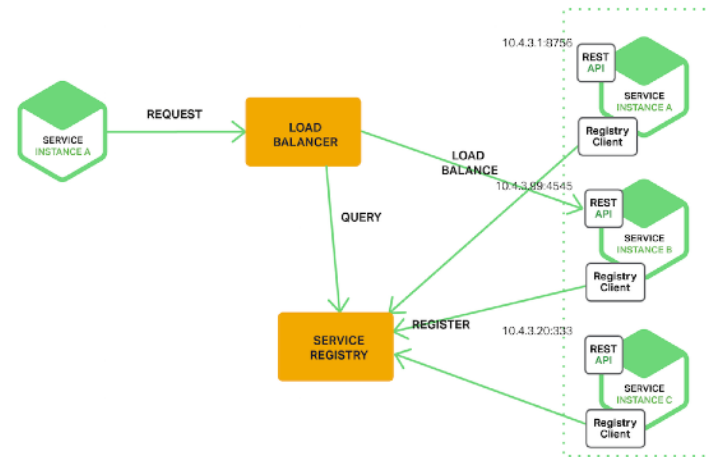 10.4.3.1:8756
REST
API
SERVICE
INSTANCE A
Registry
Client
SERVICE
INSTANCE A
REQUEST
LOAD
BALANCER
LOAD
BALANCE
10.4.3.99:4545
REST
API
SERVICE
INSTANCE B
Registry
Client
QUERY
SERVICE
REGISTRY
REGISTER
10.4.3.20:333
REST
API
SERVICE
INSTANCE C
Registry
Client